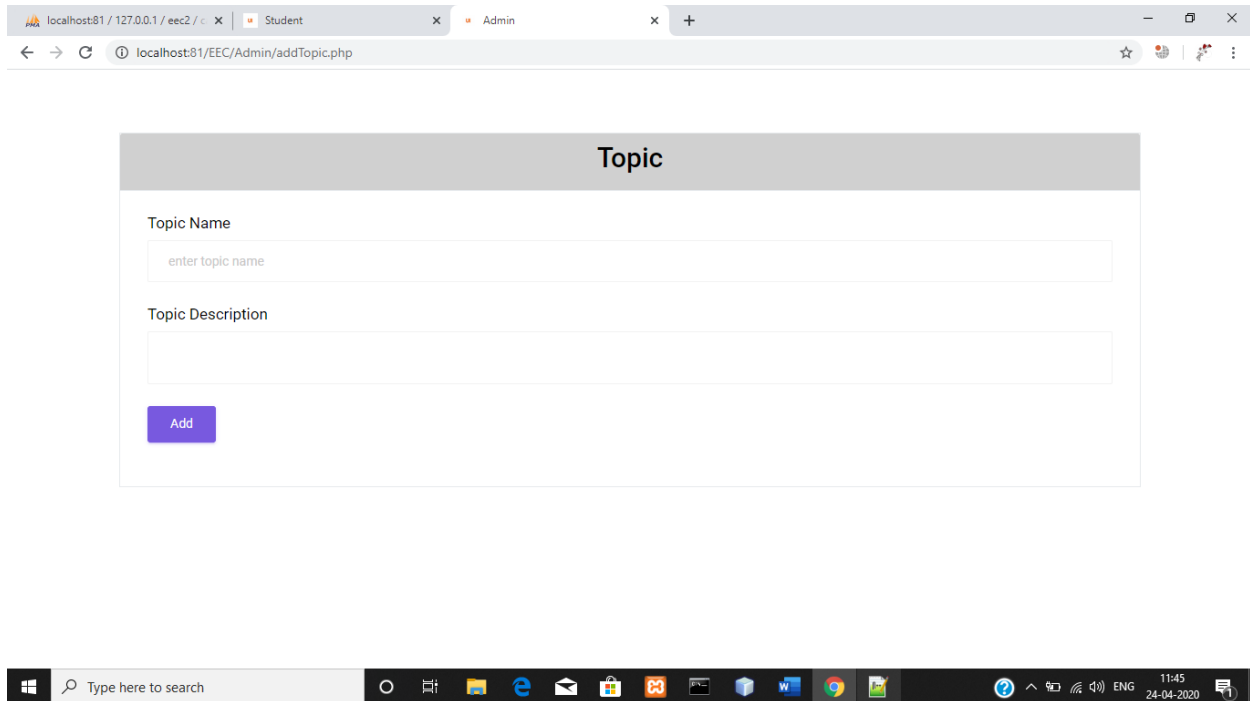 localhost:81 / 127.0.0.1 / eec2 / c
Student
Admin
localhost:81/EEC/Admin/addTopic.php
Topic
Topic Name
enter topic name
Topic Description
Add
Type here to search
ENG
11:45
24-04-2020